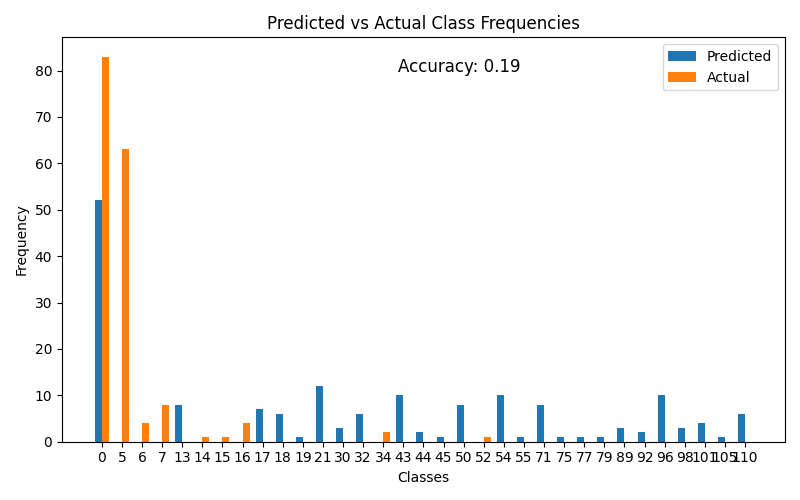 Predicted vs Actual Class Frequencies
Accuracy: 0.19
Predicted
Actual
Frequency
80
70
60
50
40
30
20
10
0
0 5 6 7 13 14 15 16 17 18 19 21 30 32 34 43 44 45 50 52 54 55 71 75 77 79 89 92 96 98 101 105 110
Classes